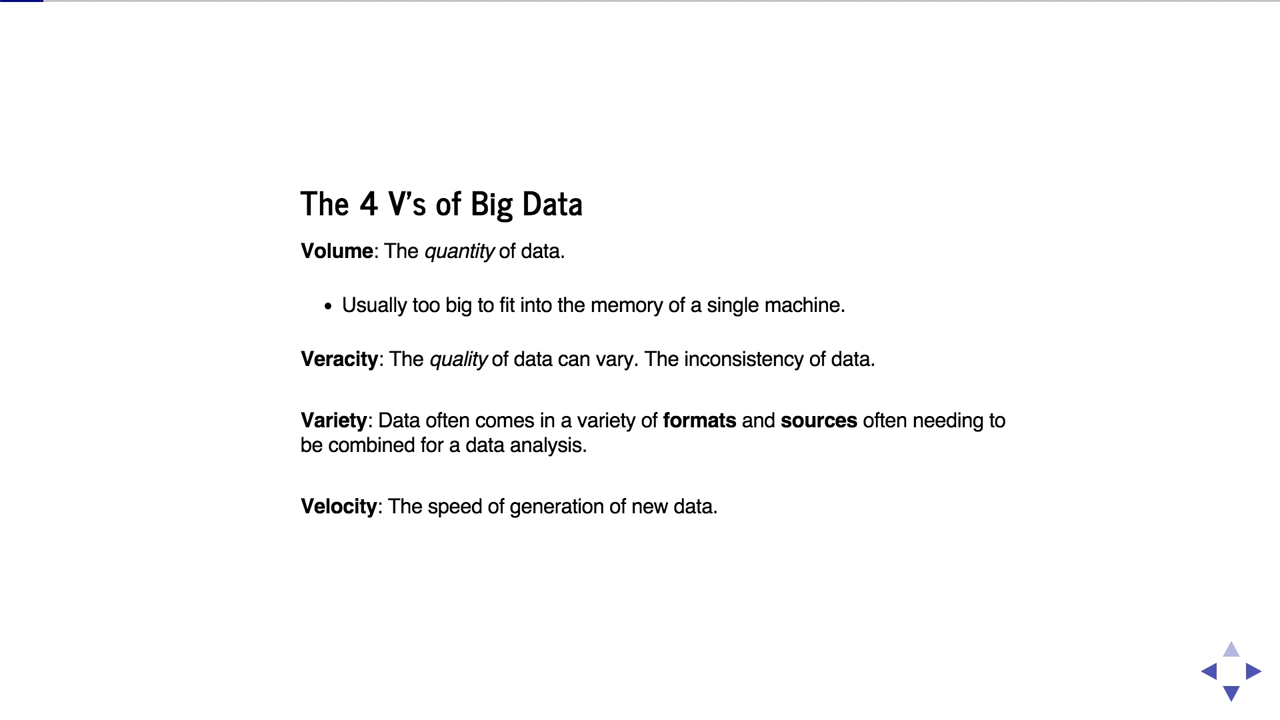 The 4 V's of Big Data
Volume: The quantity of data.
• Usually too big to fit into the memory of a single machine.
Veracity: The quality of data can vary. The inconsistency of data.
Variety: Data often comes in a variety of formats and sources often needing to
be combined for a data analysis.
Velocity: The speed of generation of new data.